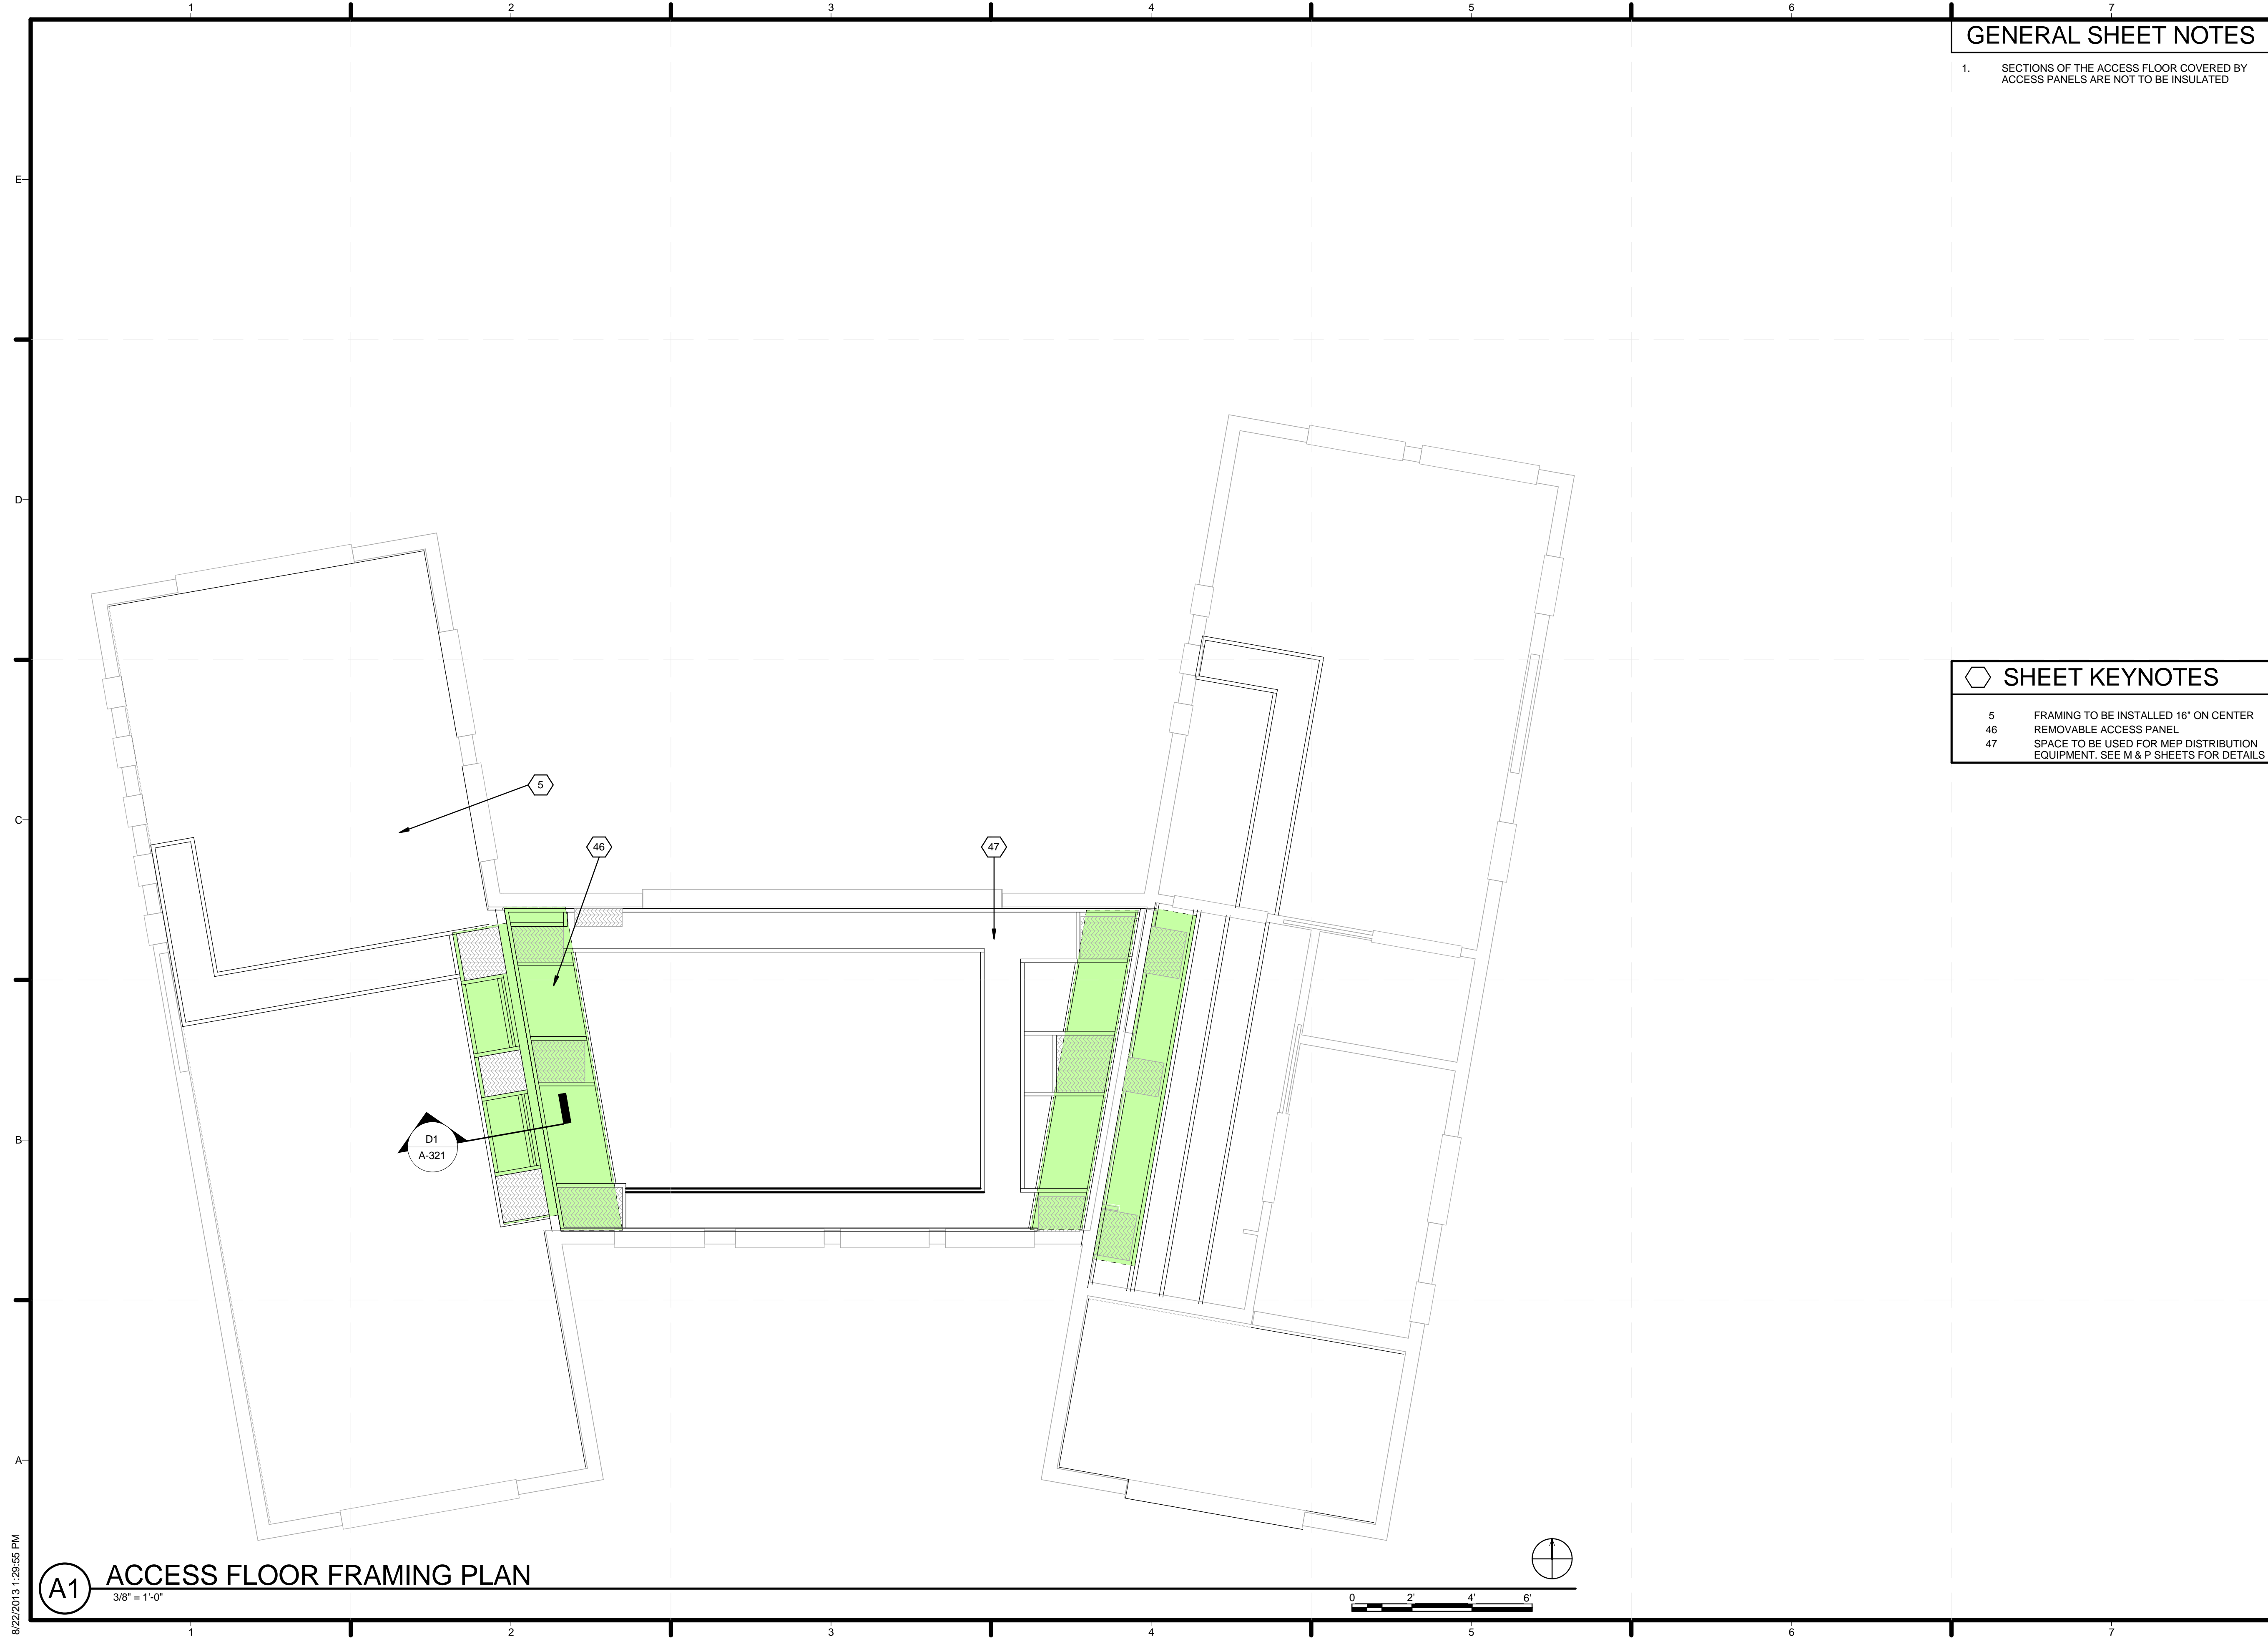 1 2 3 4 5 6 7
GENERAL SHEET NOTES
1. SECTIONS OF THE ACCESS FLOOR COVERED BY
ACCESS PANELS ARE NOT TO BE INSULATED
E
D
SHEET KEYNOTES
5 FRAMING TO BE INSTALLED 16" ON CENTER
46 REMOVABLE ACCESS PANEL
47 SPACE TO BE USED FOR MEP DISTRIBUTION
EQUIPMENT. SEE M & P SHEETS FOR DETAILS
5
C
46
47
B
D1
A-321
A
8/22/2013 1:29:55 PM
A1
ACCESS FLOOR FRAMING PLAN
3/8" = 1'-0"
0 2' 4' 6'
1 2 3 4 5 6 7